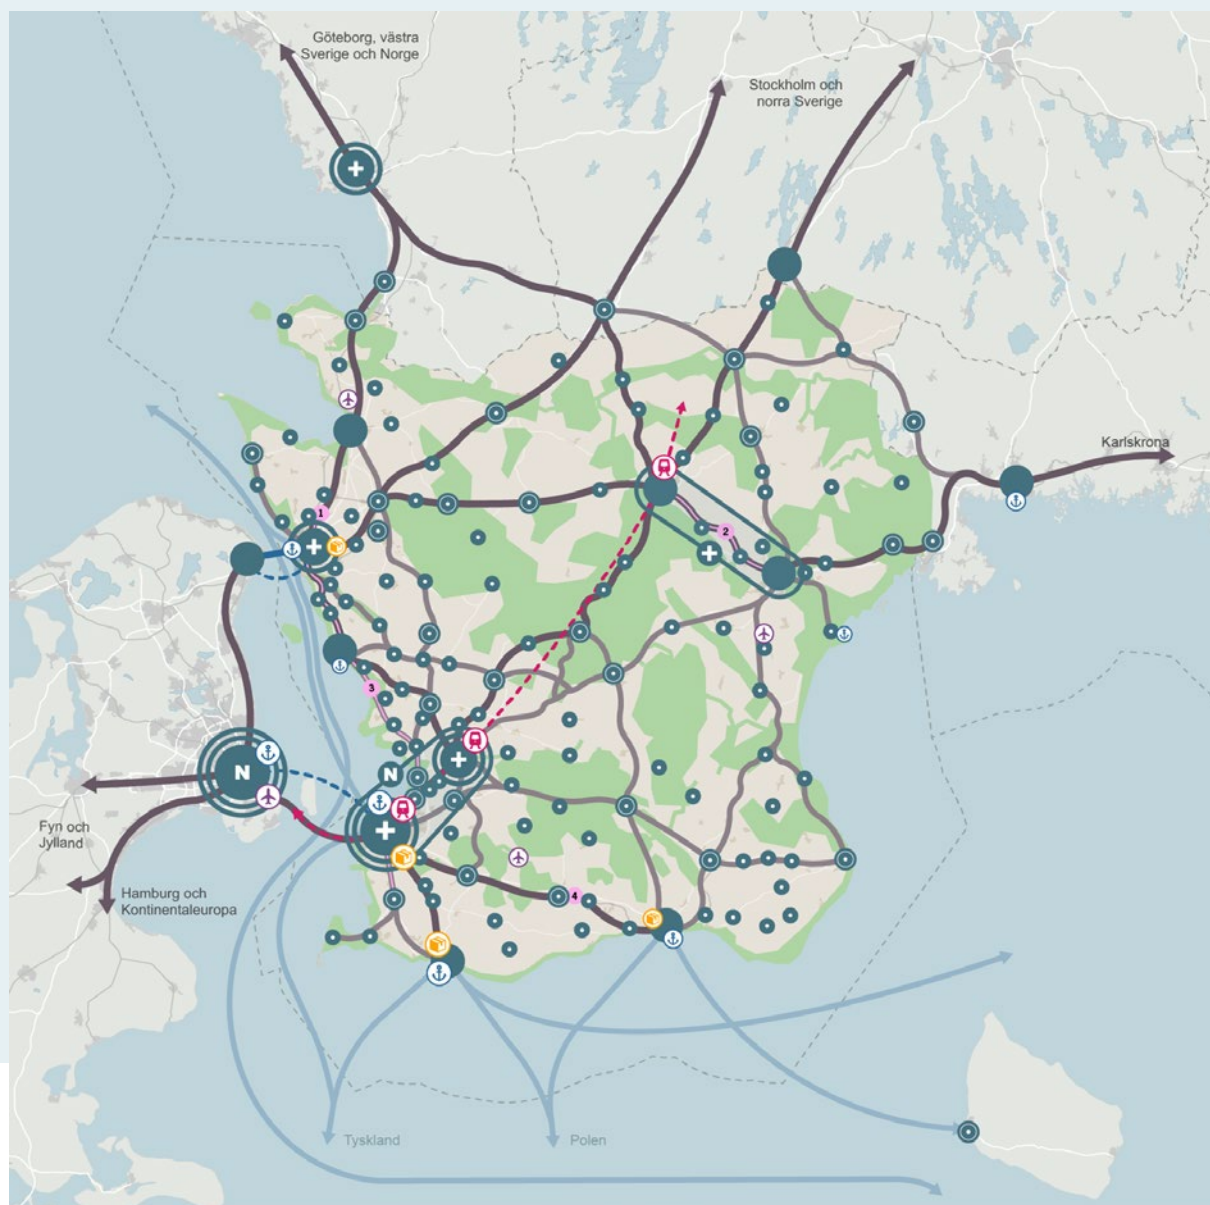 Göteborg, västra
Sverige och Norge
Stockholm och
norra Sverige
Karlskrona
1
2
3
N
N
4
Fyn och
Jylland
Hamburg och
Kontinentaleuropa
Tyskland
Polen